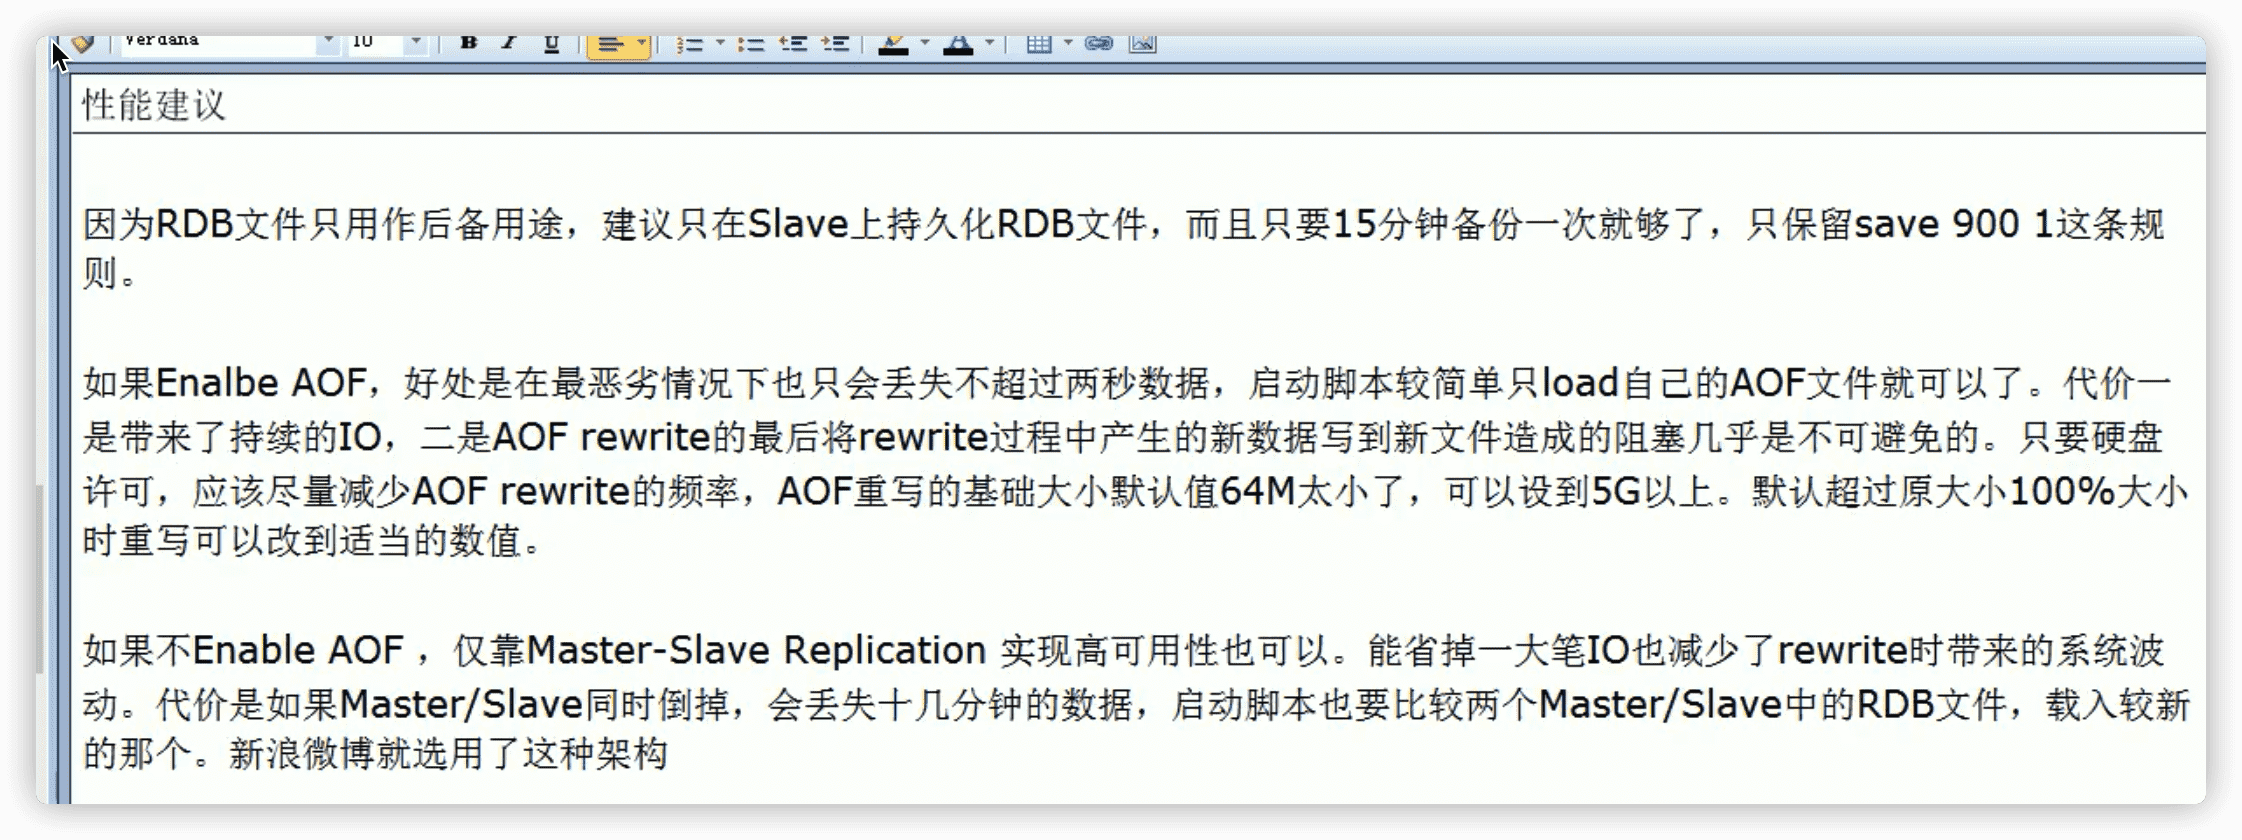 Verdana 10 B I U
性能建议
因为RDB文件只用作后备用途，建议只在Slave上持久化RDB文件，而且只要15分钟备份一次就够了，只保留save 900 1这条规
则。
如果Enalbe AOF，好处是在最恶劣情况下也只会丢失不超过两秒数据，启动脚本较简单只load自己的AOF文件就可以了。代价一
是带来了持续的IO，二是AOF rewrite的最后将rewrite过程中产生的新数据写到新文件造成的阻塞几乎是不可避免的。只要硬盘
许可，应该尽量减少AOF rewrite的频率，AOF重写的基础大小默认值64M太小了，可以设到5G以上。默认超过原大小100%大小
时重写可以改到适当的数值。
如果不Enable AOF ，仅靠Master-Slave Replication 实现高可用性也可以。能省掉一大笔IO也减少了rewrite时带来的系统波
动。代价是如果Master/Slave同时倒掉，会丢失十几分钟的数据，启动脚本也要比较两个Master/Slave中的RDB文件，载入较新
的那个。新浪微博就选用了这种架构